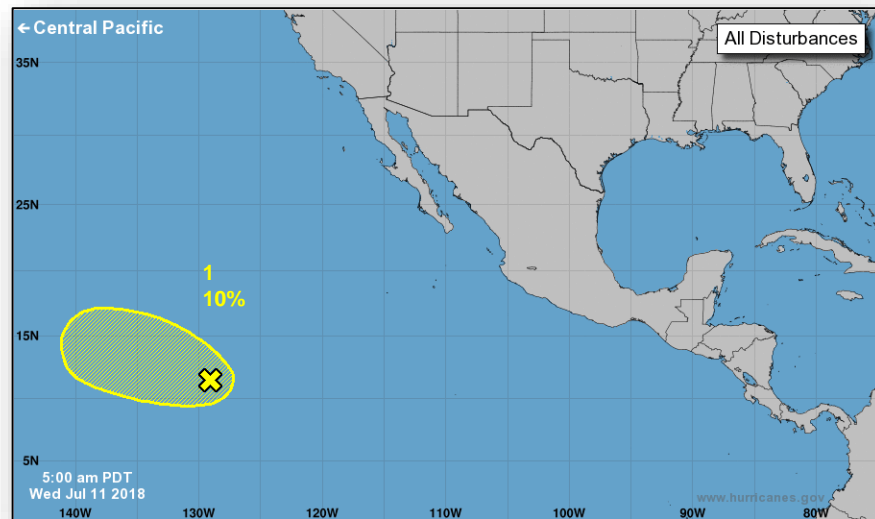 ← Central Pacific
All Disturbances
35N
25N
1
10%
15N
5N
5:00 am PDT
Wed Jul 11 2018
www.hurricanes.gov
140W 130W 120W 110W 100W 90W 80W